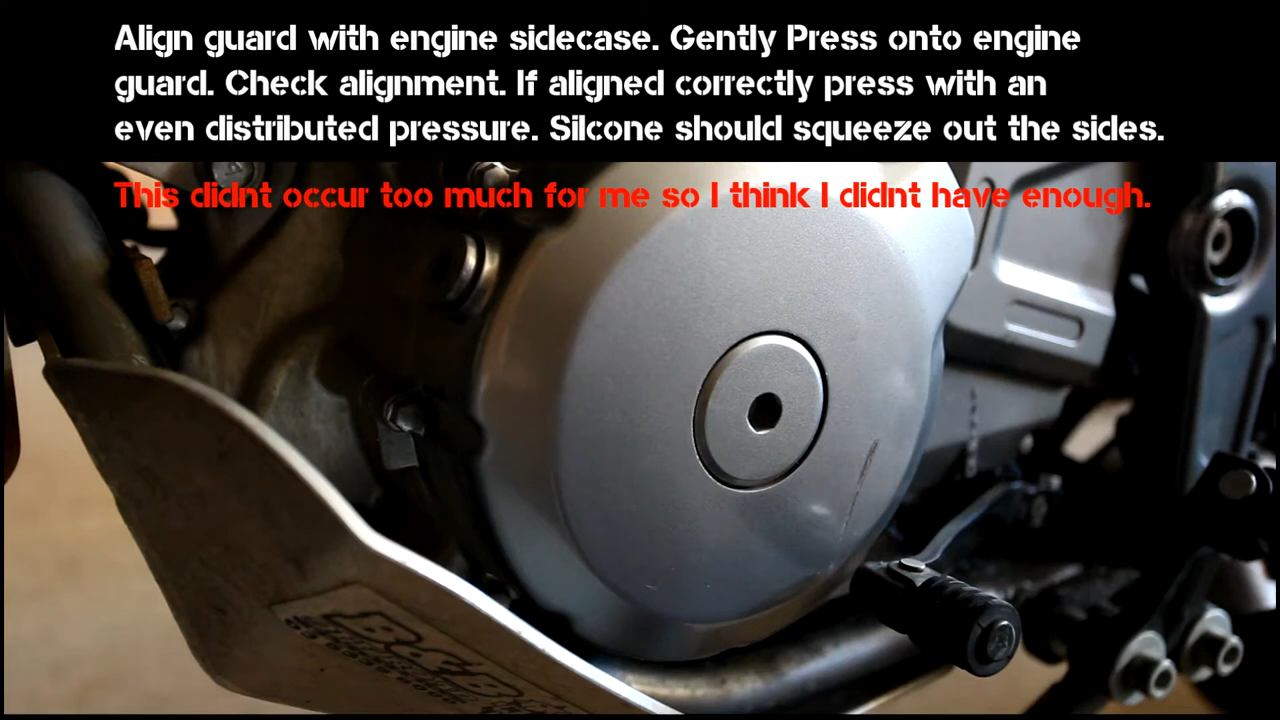 Align guard with engine sidecase. Gently Press onto engine
guard. Check alignment. If aligned correctly press with an
even distributed pressure. Silcone should squeeze out the sides.
This didnt occur too much for me so I think I didnt have enough.
B&B